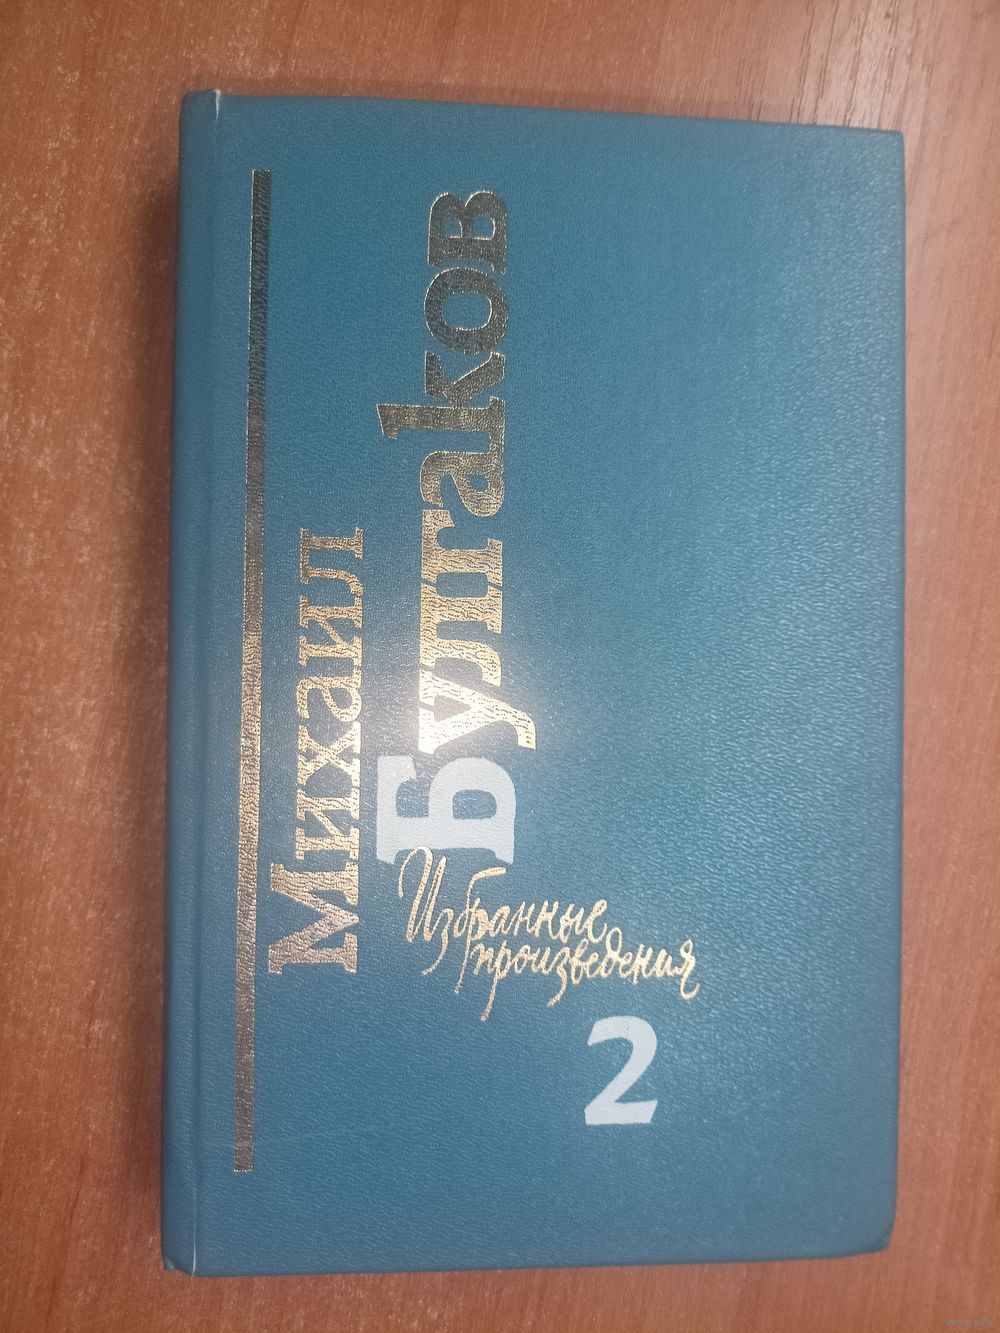 Михаил
Булгаков
Избранные
произведения
2